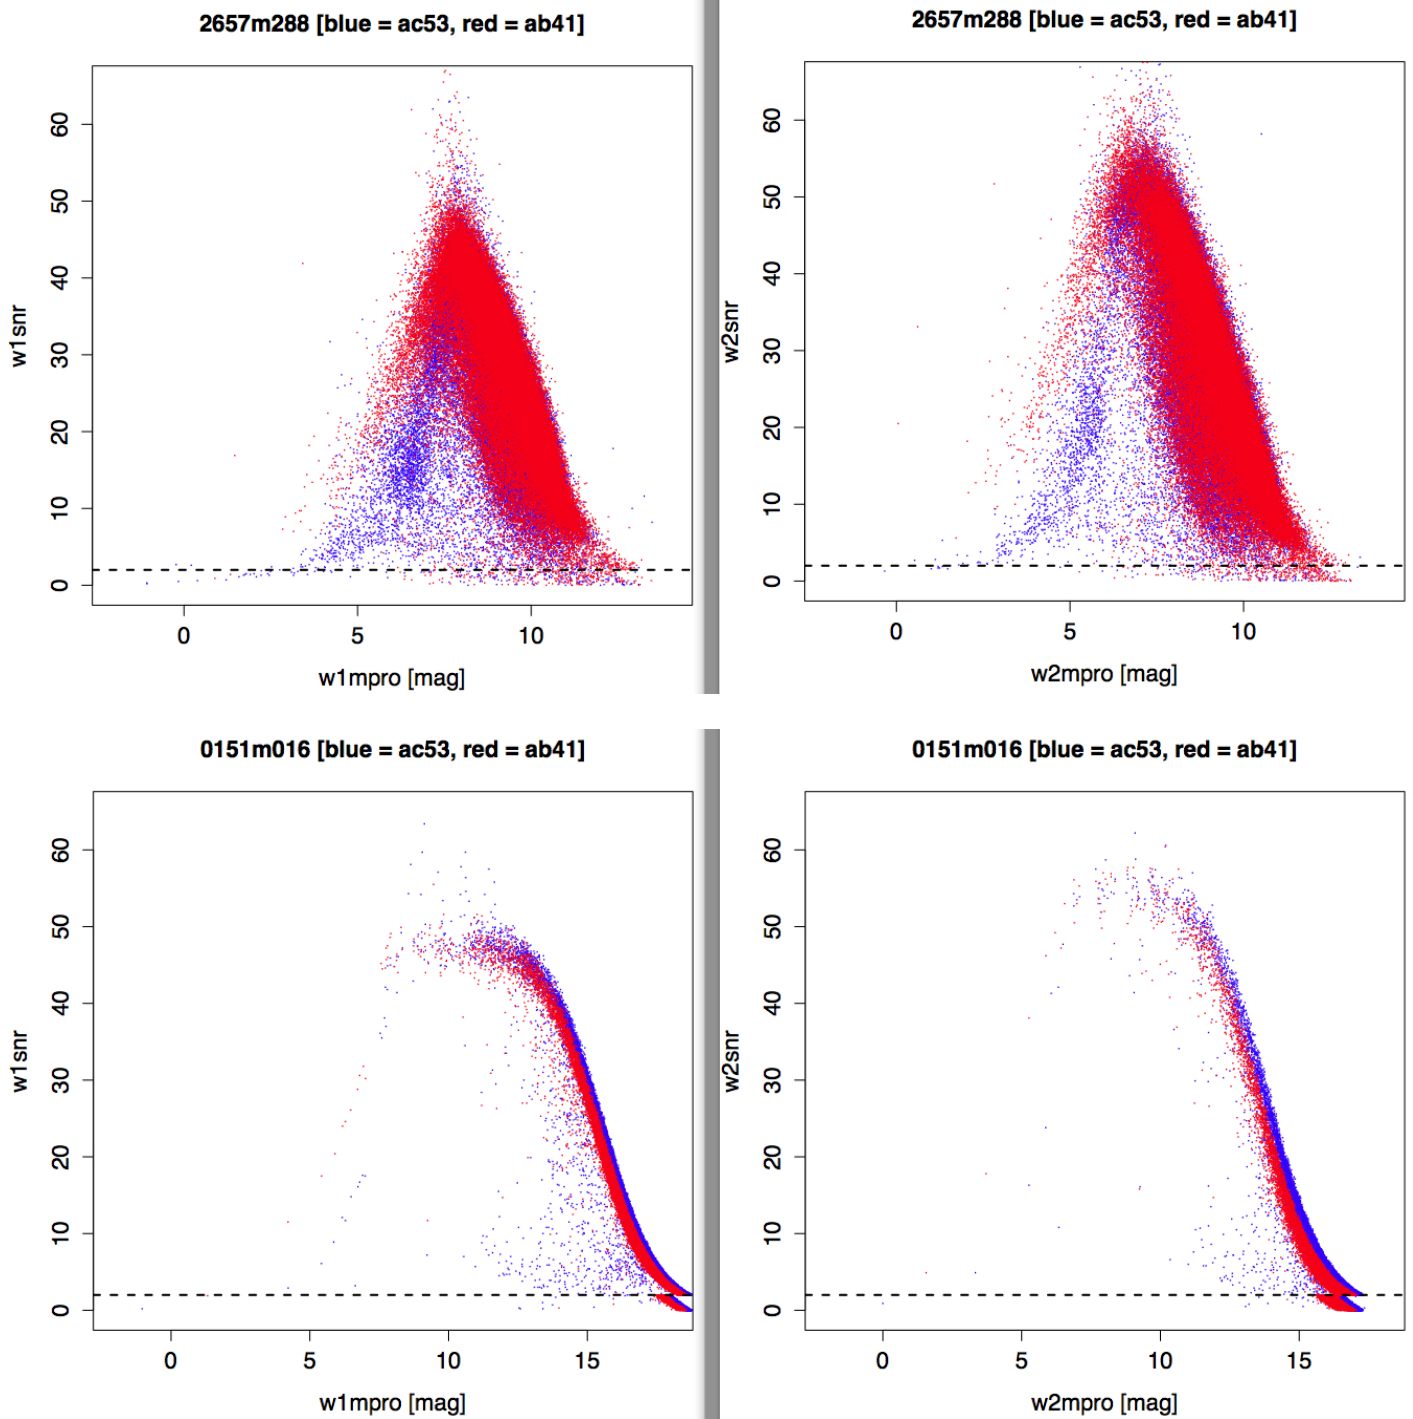 2657m288 [blue = ac53, red = ab41]
60
50
40
30
20
10
0
w1snr
0 5 10
w1mpro [mag]
2657m288 [blue = ac53, red = ab41]
60
50
40
30
20
10
0
w2snr
0 5 10
w2mpro [mag]
0151m016 [blue = ac53, red = ab41]
60
50
40
30
20
10
0
w1snr
0 5 10 15
w1mpro [mag]
0151m016 [blue = ac53, red = ab41]
60
50
40
30
20
10
0
w2snr
0 5 10 15
w2mpro [mag]